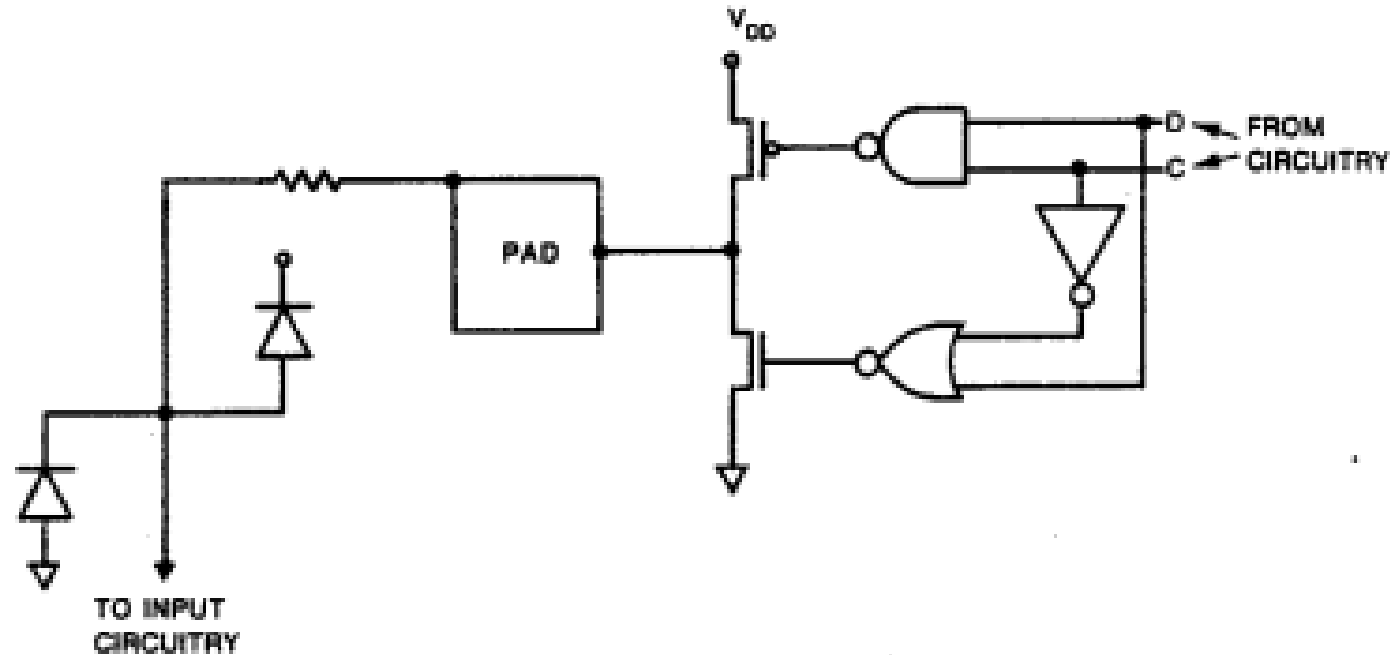 VDD
D FROM
C CIRCUITRY
PAD
TO INPUT
CIRCUITRY